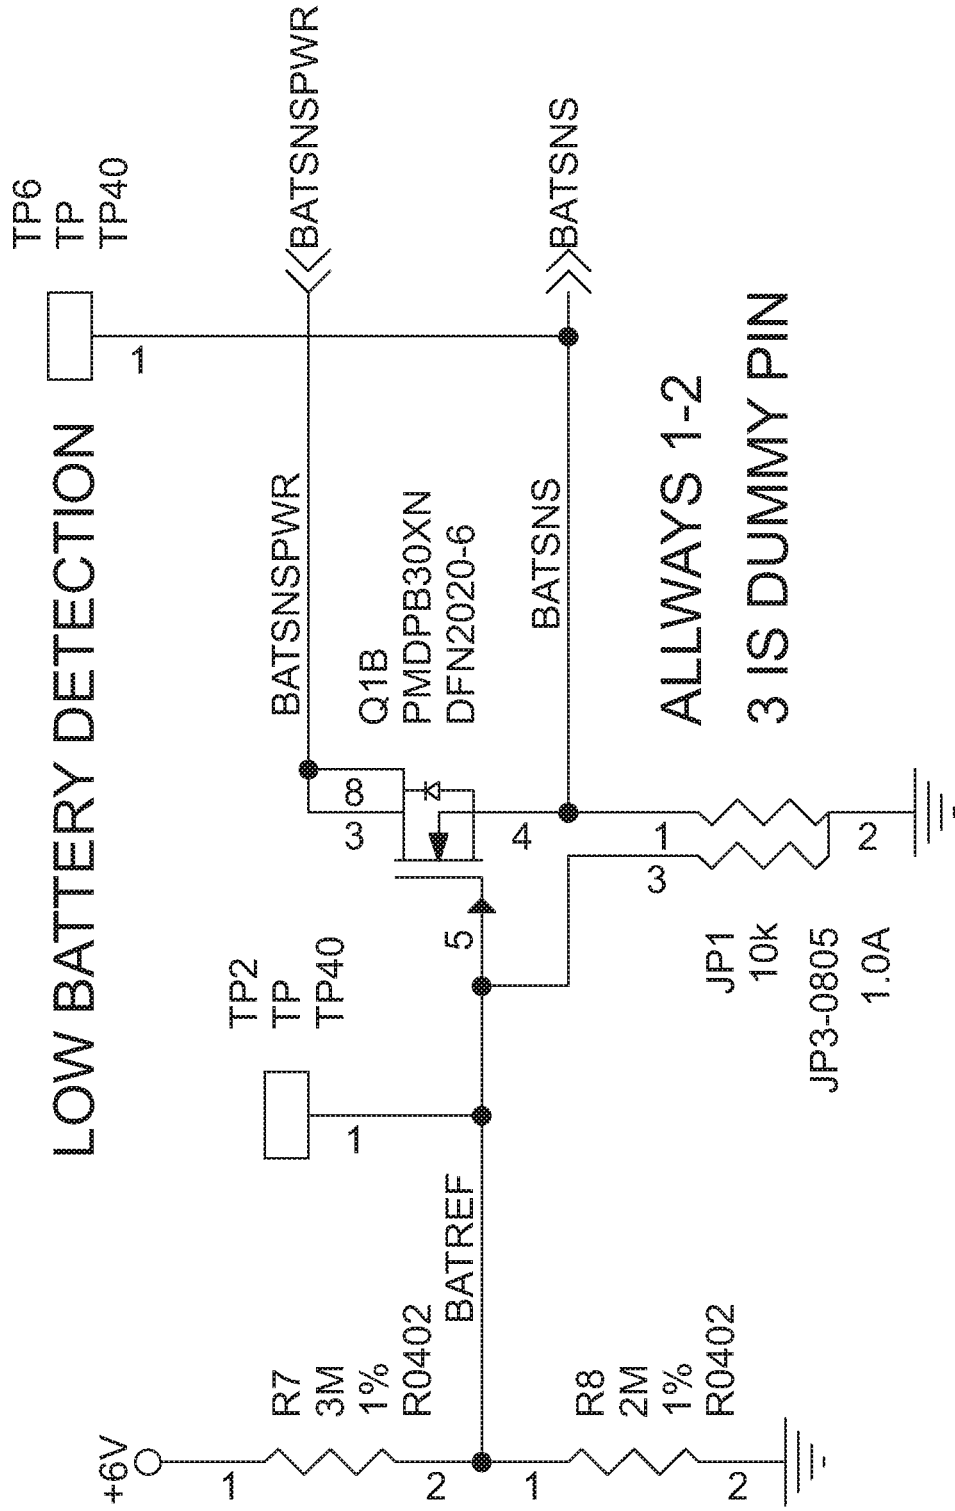 LOW BATTERY DETECTION
TP6
TP
TP40
1
BATSNSPWR
BATSNSPWR
TP2
TP
TP40
1
Q1B
PMDPB30XN
DFN2020-6
3
8
5
4
+6V
1
R7
3M
1%
R0402
2
BATREF
BATSNS
BATSNS
1
R8
2M
1%
R0402
2
3
1
2
JP1
10k
JP3-0805
1.0A
ALLWAYS 1-2
3 IS DUMMY PIN